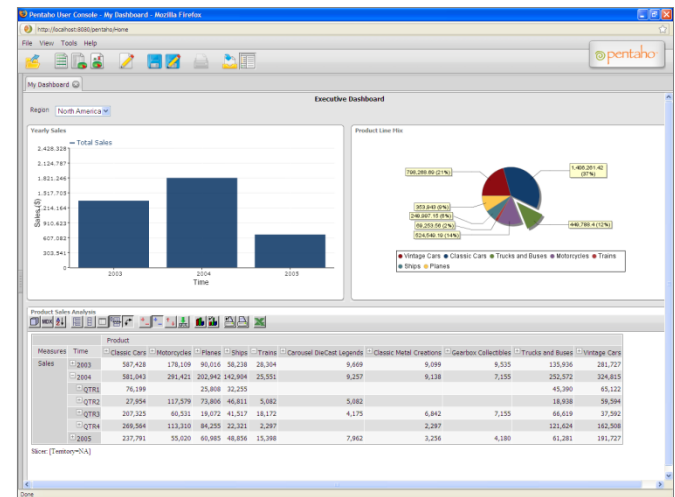 Pentaho User Console - My Dashboard - Mozilla Firefox
http://localhost:8080/pentaho/Home
File View Tools Help
pentaho
My Dashboard
Executive Dashboard
Region North America
Yearly Sales
Total Sales
2,428,328
2,124,787
1,821,246
1,517,705
1,214,164
910,623
607,082
303,541
0
Sales ($)
2003 2004 2005
Time
Product Line Mix
798,269.89 (21%)
1,406,261.42 (37%)
353,943 (9%)
249,997.15 (6%)
68,253.56 (2%)
524,540.19 (14%)
449,788.4 (12%)
Vintage Cars Classic Cars Trucks and Buses Motorcycles Trains
Ships Planes
Product Sales Analysis
MDX
Product
Measures Time Classic Cars Motorcycles Planes Ships Trains Carousel DieCast Legends Classic Metal Creations Gearbox Collectibles Trucks and Buses Vintage Cars
Sales 2003 587,428 178,109 90,016 58,238 28,304 9,669 9,099 9,535 135,936 281,727
2004 581,043 291,421 202,942 142,904 25,551 9,257 9,138 7,155 252,572 324,815
QTR1 76,199 25,808 32,255 45,390 65,122
QTR2 27,954 117,579 73,806 46,811 5,082 5,082 18,938 59,594
QTR3 207,325 60,531 19,072 41,517 18,172 4,175 6,842 7,155 66,619 37,592
QTR4 269,564 113,310 84,255 22,321 2,297 2,297 121,624 162,508
2005 237,791 55,020 60,985 48,856 15,398 7,962 3,256 4,180 61,281 191,727
Slicer: [Territory=NA]
Done